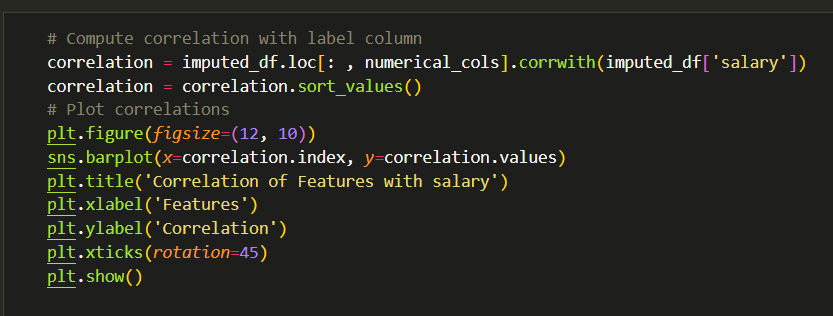 # Compute correlation with label column
correlation = imputed_df.loc[: , numerical_cols].corrwith(imputed_df['salary'])
correlation = correlation.sort_values()
# Plot correlations
plt.figure(figsize=(12, 10))
sns.barplot(x=correlation.index, y=correlation.values)
plt.title('Correlation of Features with salary')
plt.xlabel('Features')
plt.ylabel('Correlation')
plt.xticks(rotation=45)
plt.show()